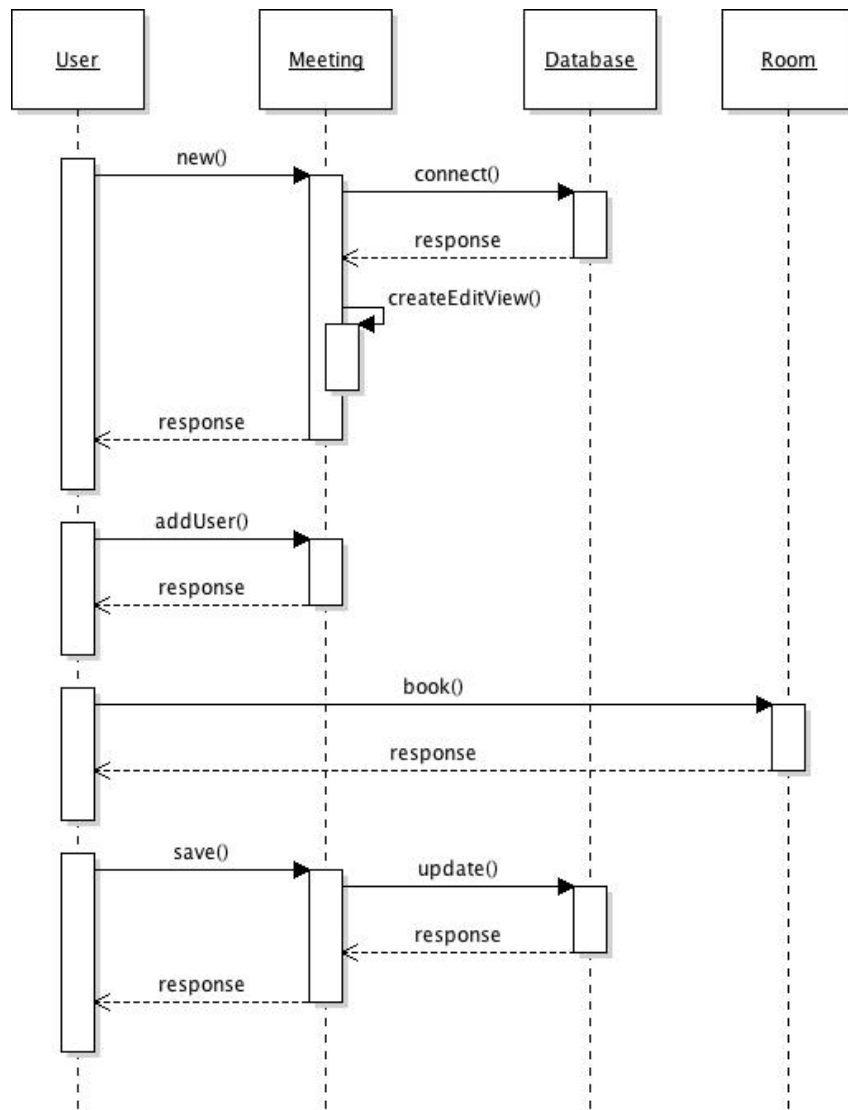 User
Meeting
Database
Room
new()
connect()
response
createEditView()
response
addUser()
response
book()
response
save()
update()
response
response